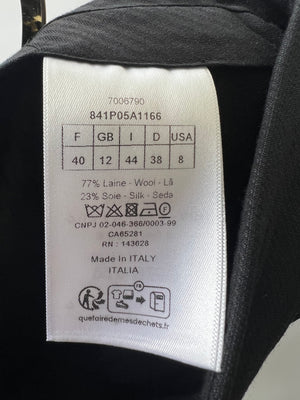 7006790
841P05A1166
F GB I D USA
40 12 44 38 8
77% Laine - Wool - Lã
23% Soie - Silk - Seda
CNPJ 02-046-366/0003-99
CA65281
RN : 143628
Made in ITALY
ITALIA
FR
quefairedemesdechets.fr